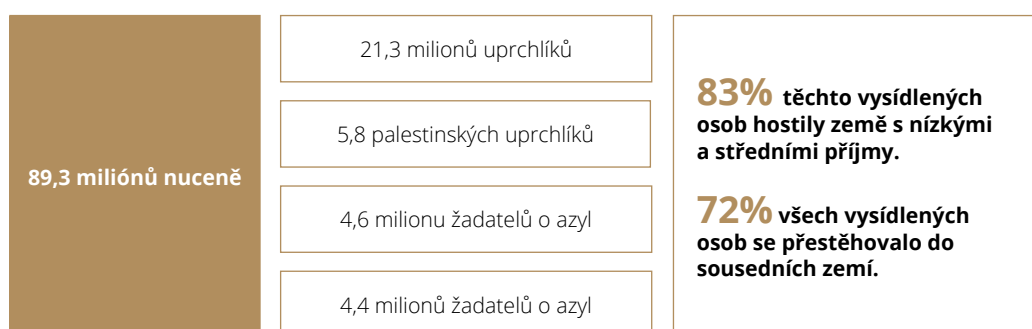 89,3 miliónů nuceně
21,3 milionů uprchlíků
5,8 palestinských uprchlíků
4,6 milionu žadatelů o azyl
4,4 milionů žadatelů o azyl
83% těchto vysídlených
osob hostily země s nízkými
a středními příjmy.
72% všech vysídlených
osob se přestěhovalo do
sousedních zemí.